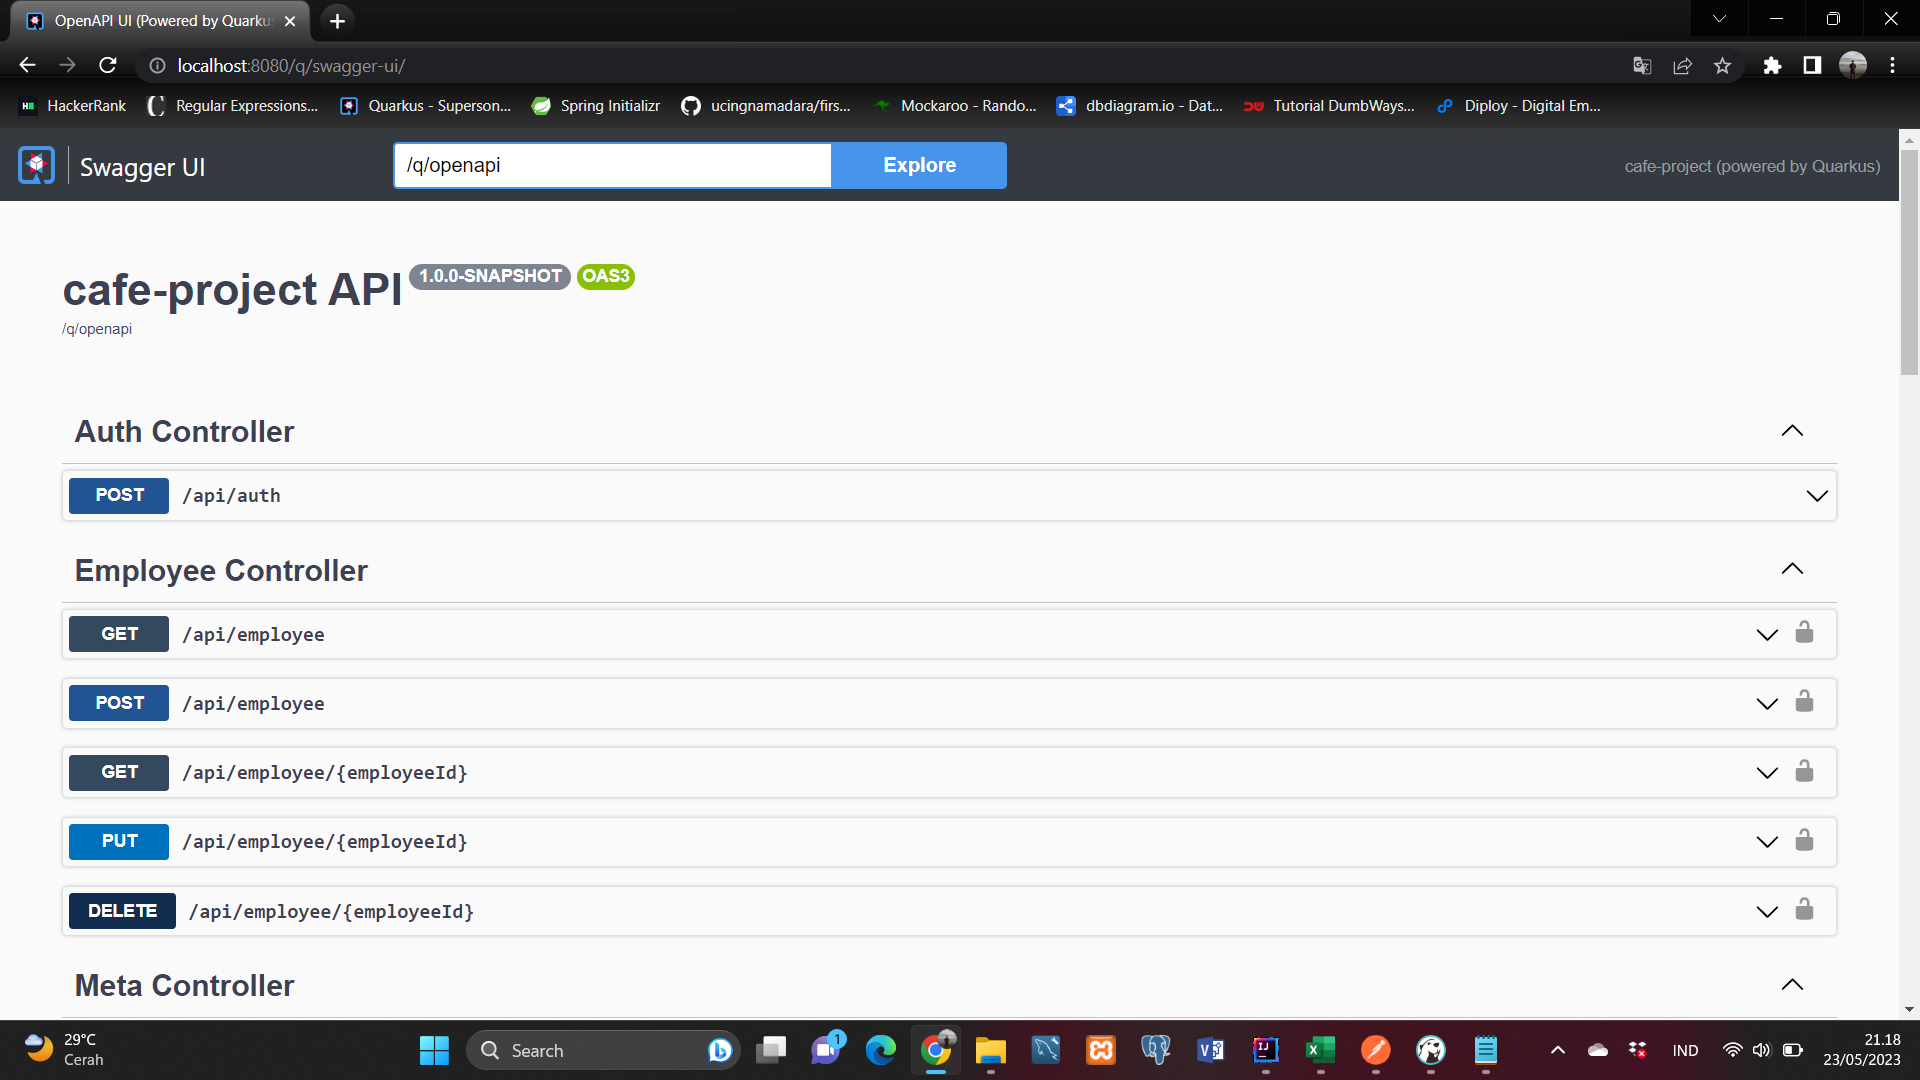 OpenAPI UI (Powered by Quarku
localhost:8080/q/swagger-ui/
HackerRank
Regular Expressions...
Quarkus - Superson...
Spring Initializr
ucingnamadara/firs...
Mockaroo - Rando...
dbdiagram.io - Dat...
Tutorial DumbWays...
Diploy - Digital Em...
Swagger UI
/q/openapi
Explore
cafe-project (powered by Quarkus)
cafe-project API 1.0.0-SNAPSHOT OAS3
/q/openapi
Auth Controller
POST /api/auth
Employee Controller
GET /api/employee
POST /api/employee
GET /api/employee/{employeeId}
PUT /api/employee/{employeeId}
DELETE /api/employee/{employeeId}
Meta Controller
29°C
Cerah
Search
1
IND
21.18
23/05/2023